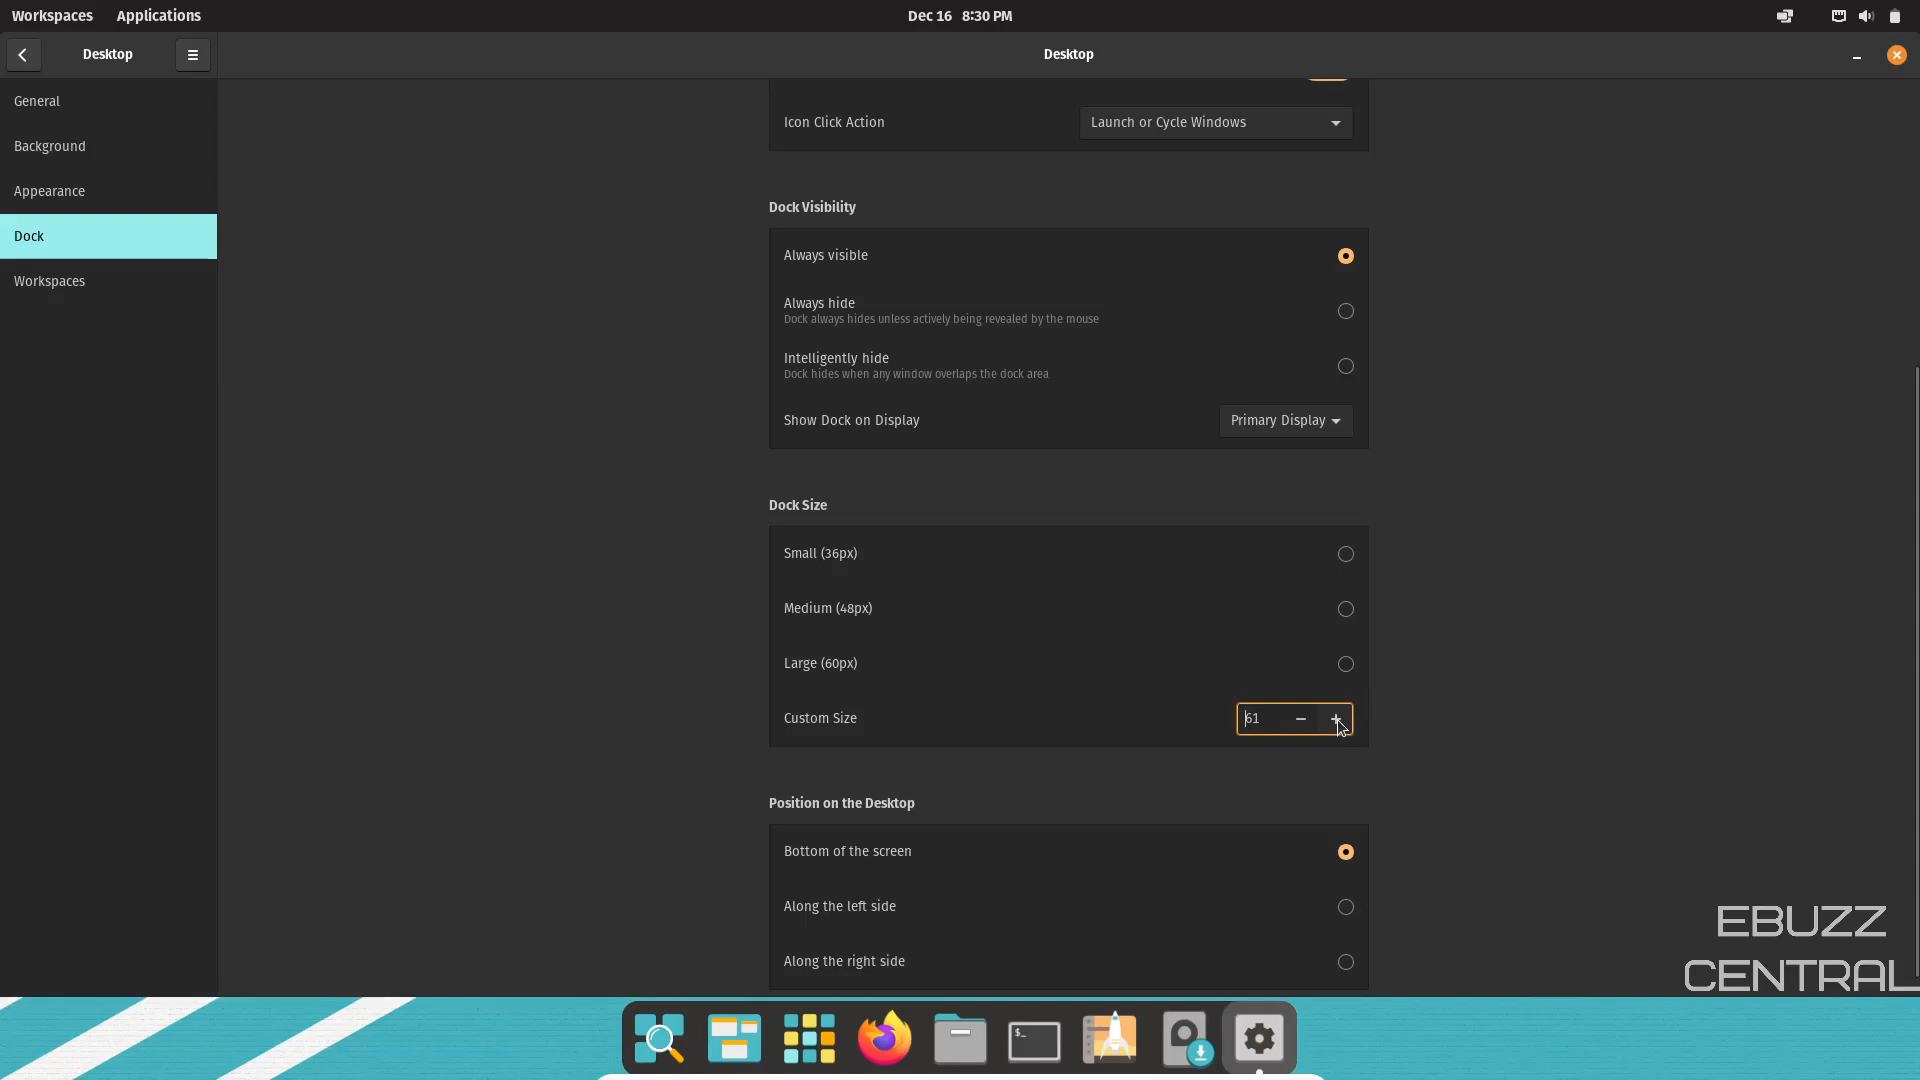 Workspaces Applications Dec 16 8:30 PM
Desktop Desktop
General
Background
Appearance
Dock
Workspaces
Icon Click Action Launch or Cycle Windows
Dock Visibility
Always visible
Always hide
Dock always hides unless actively being revealed by the mouse
Intelligently hide
Dock hides when any window overlaps the dock area
Show Dock on Display Primary Display
Dock Size
Small (36px)
Medium (48px)
Large (60px)
Custom Size 61 − +
Position on the Desktop
Bottom of the screen
Along the left side
Along the right side
EBUZZ
CENTRAL
$_